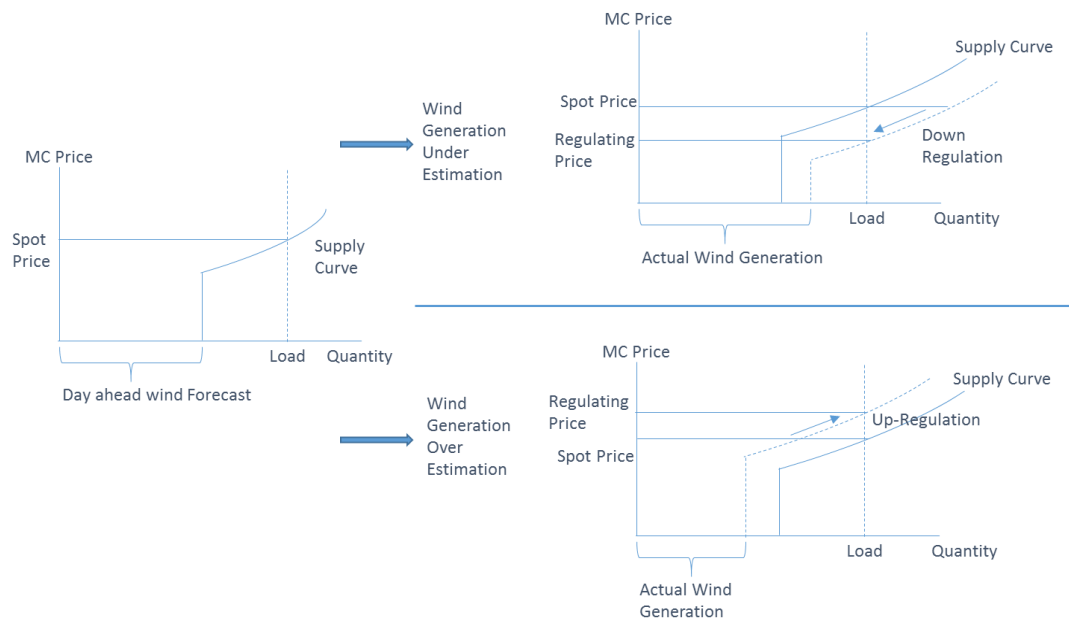 MC Price
Spot
Price
Supply
Curve
Load
Quantity
Day ahead wind Forecast
Wind
Generation
Under
Estimation
MC Price
Supply Curve
Spot Price
Regulating
Price
Down
Regulation
Load
Quantity
Actual Wind Generation
Wind
Generation
Over
Estimation
MC Price
Supply Curve
Regulating
Price
Up-Regulation
Spot Price
Load
Quantity
Actual Wind
Generation